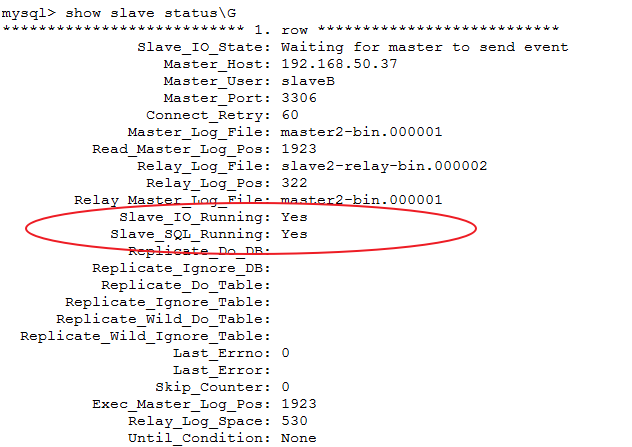 mysql> show slave status\G
*************************** 1. row ***************************
Slave_IO_State: Waiting for master to send event
Master_Host: 192.168.50.37
Master_User: slaveB
Master_Port: 3306
Connect_Retry: 60
Master_Log_File: master2-bin.000001
Read_Master_Log_Pos: 1923
Relay_Log_File: slave2-relay-bin.000002
Relay_Log_Pos: 322
Relay_Master_Log_File: master2-bin.000001
Slave_IO_Running: Yes
Slave_SQL_Running: Yes
Replicate_Do_DB:
Replicate_Ignore_DB:
Replicate_Do_Table:
Replicate_Ignore_Table:
Replicate_Wild_Do_Table:
Replicate_Wild_Ignore_Table:
Last_Errno: 0
Last_Error:
Skip_Counter: 0
Exec_Master_Log_Pos: 1923
Relay_Log_Space: 530
Until_Condition: None